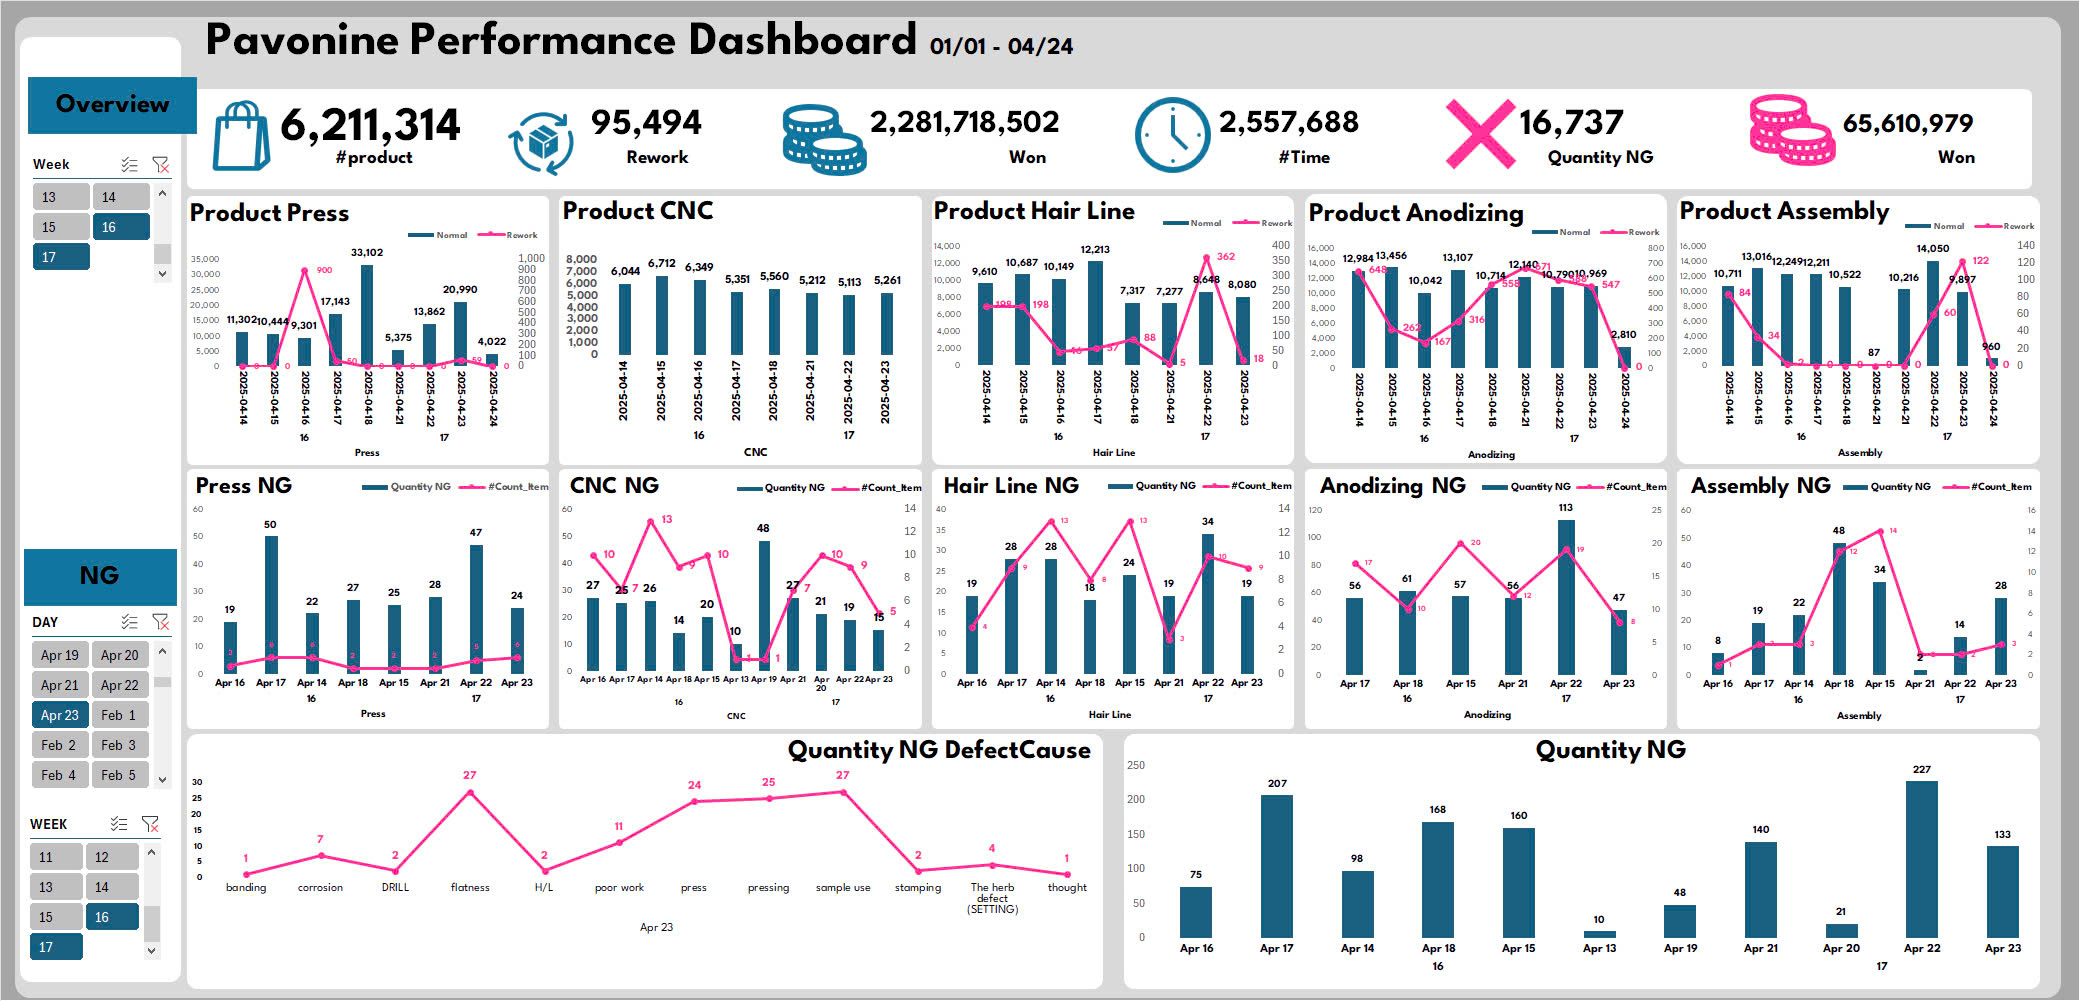 Pavonine Performance Dashboard 01/01 - 04/24
Overview
6,211,314
#product
95,494
Rework
2,281,718,502
Won
2,557,688
#Time
16,737
Quantity NG
65,610,979
Won
Week
13 14
15 16
17
Product Press
Normal Rework
35,000
30,000
25,000
20,000
15,000
10,000
5,000
0
1,000
900
800
700
600
500
400
300
200
100
0
11,302 10,444 9,301 17,143 33,102 5,375 13,862 20,990 4,022
0 0 900 50 0 0 0 59 0
2025-04-14 2025-04-15 2025-04-16 2025-04-17 2025-04-18 2025-04-21 2025-04-22 2025-04-23 2025-04-24
16 17
Press
Product CNC
8,000
7,000
6,000
5,000
4,000
3,000
2,000
1,000
0
6,044 6,712 6,349 5,351 5,560 5,212 5,113 5,261
2025-04-14 2025-04-15 2025-04-16 2025-04-17 2025-04-18 2025-04-21 2025-04-22 2025-04-23
16 17
CNC
Product Hair Line
Normal Rework
14,000
12,000
10,000
8,000
6,000
4,000
2,000
0
400
350
300
250
200
150
100
50
0
9,610 10,687 10,149 12,213 7,317 7,277 8,648 8,080
198 198 57 88 5 362 18
2025-04-14 2025-04-15 2025-04-16 2025-04-17 2025-04-18 2025-04-21 2025-04-22 2025-04-23
16 17
Hair Line
Product Anodizing
Normal Rework
16,000
14,000
12,000
10,000
8,000
6,000
4,000
2,000
0
800
700
600
500
400
300
200
100
0
12,984 13,456 10,042 13,107 10,714 12,140 10,790 10,969 2,810
648 262 167 316 558 671 547 0
2025-04-14 2025-04-15 2025-04-16 2025-04-17 2025-04-18 2025-04-21 2025-04-22 2025-04-23 2025-04-24
16 17
Anodizing
Product Assembly
Normal Rework
16,000
14,000
12,000
10,000
8,000
6,000
4,000
2,000
0
140
120
100
80
60
40
20
0
10,711 13,016 12,249 12,211 10,522 87 10,216 14,050 9,897 960
84 34 2 0 0 0 0 60 122 0
2025-04-14 2025-04-15 2025-04-16 2025-04-17 2025-04-18 2025-04-21 2025-04-21 2025-04-22 2025-04-23 2025-04-24
16 17
Assembly
NG
DAY
Apr 19 Apr 20
Apr 21 Apr 22
Apr 23 Feb 1
Feb 2 Feb 3
Feb 4 Feb 5
WEEK
11 12
13 14
15 16
17
Press NG
Quantity NG #Count_Item
60
50
40
30
20
10
0
19 50 22 27 25 28 47 24
3 6 6 2 2 2 5 6
Apr 16 Apr 17 Apr 14 Apr 18 Apr 15 Apr 21 Apr 22 Apr 23
16 17
Press
CNC NG
Quantity NG #Count_Item
60
50
40
30
20
10
0
14
12
10
8
6
4
2
0
27 25 26 14 20 10 48 27 21 19 15
10 7 13 9 10 1 1 7 10 9 5
Apr 16 Apr 17 Apr 14 Apr 18 Apr 15 Apr 13 Apr 19 Apr 21 Apr 20 Apr 22 Apr 23
16 17
CNC
Hair Line NG
Quantity NG #Count_Item
40
35
30
25
20
15
10
5
0
14
12
10
8
6
4
2
0
19 28 28 18 24 19 34 19
4 9 13 8 13 3 10 9
Apr 16 Apr 17 Apr 14 Apr 18 Apr 15 Apr 21 Apr 22 Apr 23
16 17
Hair Line
Anodizing NG
Quantity NG #Count_Item
120
100
80
60
40
20
0
25
20
15
10
5
0
56 61 57 56 113 47
17 10 20 12 19 8
Apr 17 Apr 18 Apr 15 Apr 21 Apr 22 Apr 23
16 17
Anodizing
Assembly NG
Quantity NG #Count_Item
60
50
40
30
20
10
0
16
14
12
10
8
6
4
2
0
8 19 22 48 34 2 14 28
1 3 3 12 14 2 2 3
Apr 16 Apr 17 Apr 14 Apr 18 Apr 15 Apr 21 Apr 22 Apr 23
16 17
Assembly
Quantity NG DefectCause
30
25
20
15
10
5
0
1 7 2 27 2 11 24 25 27 2 4 1
banding corrosion DRILL flatness H/L poor work press pressing sample use stamping The herb defect (SETTING) thought
Apr 23
Quantity NG
250
200
150
100
50
0
75 207 98 168 160 10 48 140 21 227 133
Apr 16 Apr 17 Apr 14 Apr 18 Apr 15 Apr 13 Apr 19 Apr 21 Apr 20 Apr 22 Apr 23
16 17